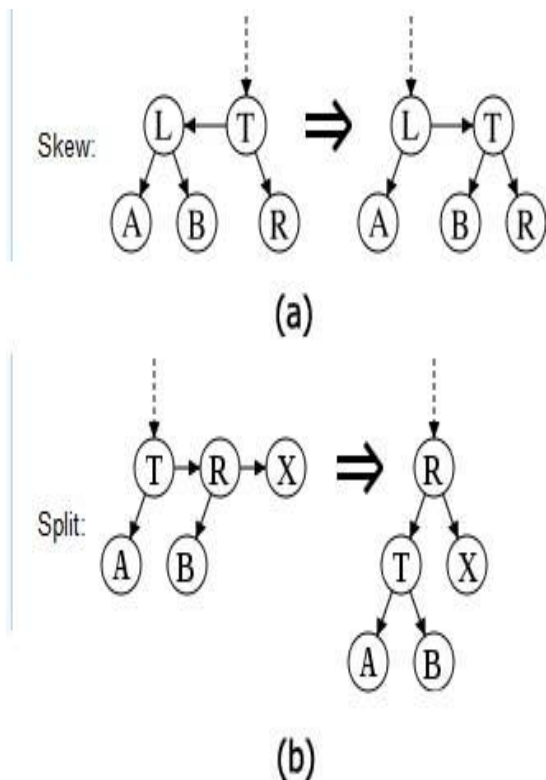 L T ⇒ L T
Skew:
A B R A B R
(a)
T R X ⇒ R
Split:
A B T X
A B
(b)